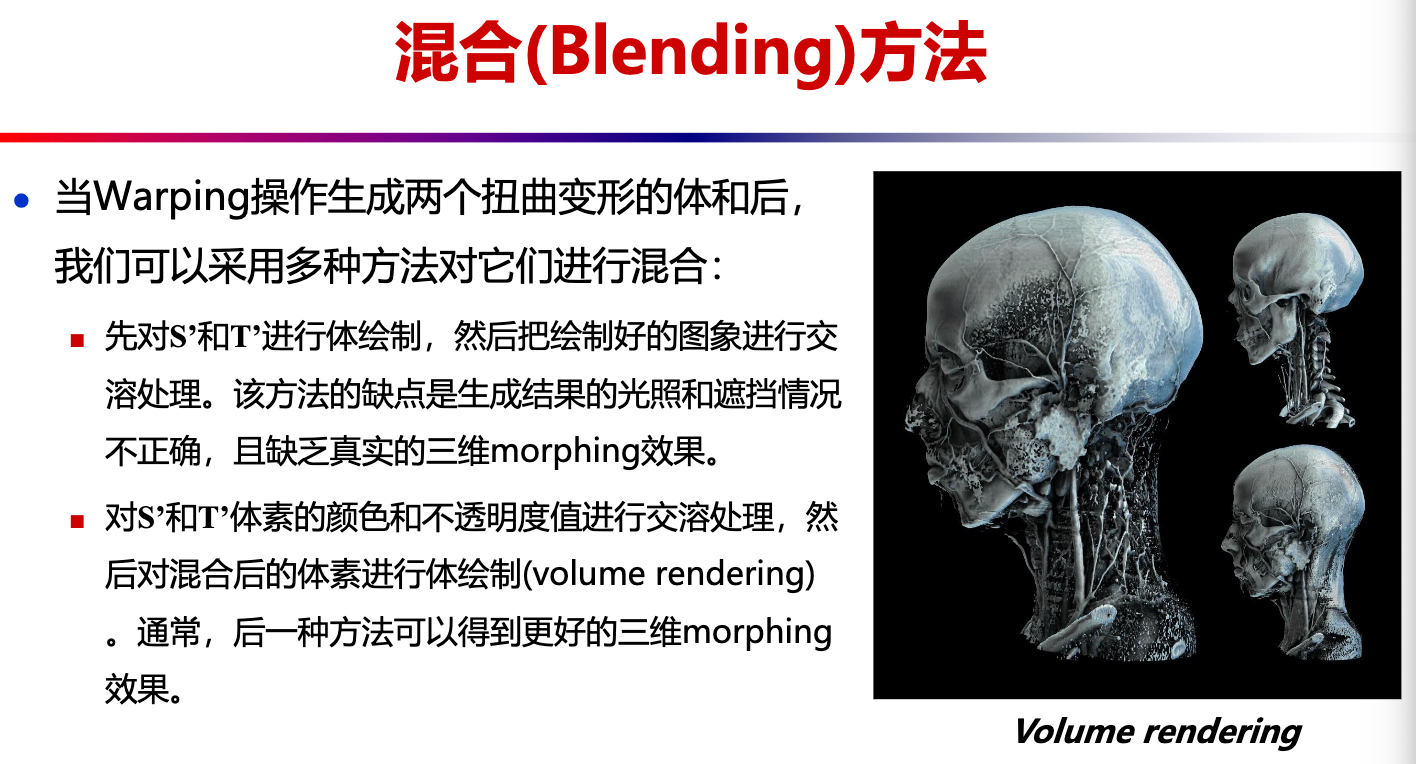 混合(Blending)方法
当Warping操作生成两个扭曲变形的体和后，
我们可以采用多种方法对它们进行混合：
先对S’和T’进行体绘制，然后把绘制好的图象进行交
溶处理。该方法的缺点是生成结果的光照和遮挡情况
不正确，且缺乏真实的三维morphing效果。
对S’和T’体素的颜色和不透明度值进行交溶处理，然
后对混合后的体素进行体绘制(volume rendering)
。通常，后一种方法可以得到更好的三维morphing
效果。
Volume rendering